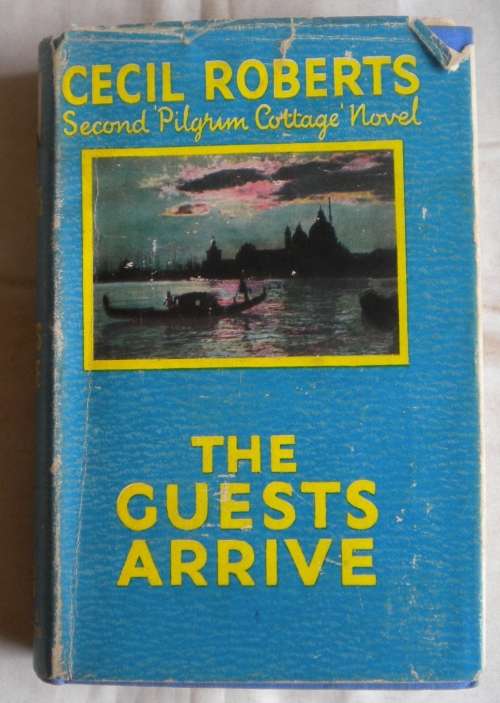 CECIL ROBERTS
Second 'Pilgrim Cottage' Novel
THE
GUESTS
ARRIVE